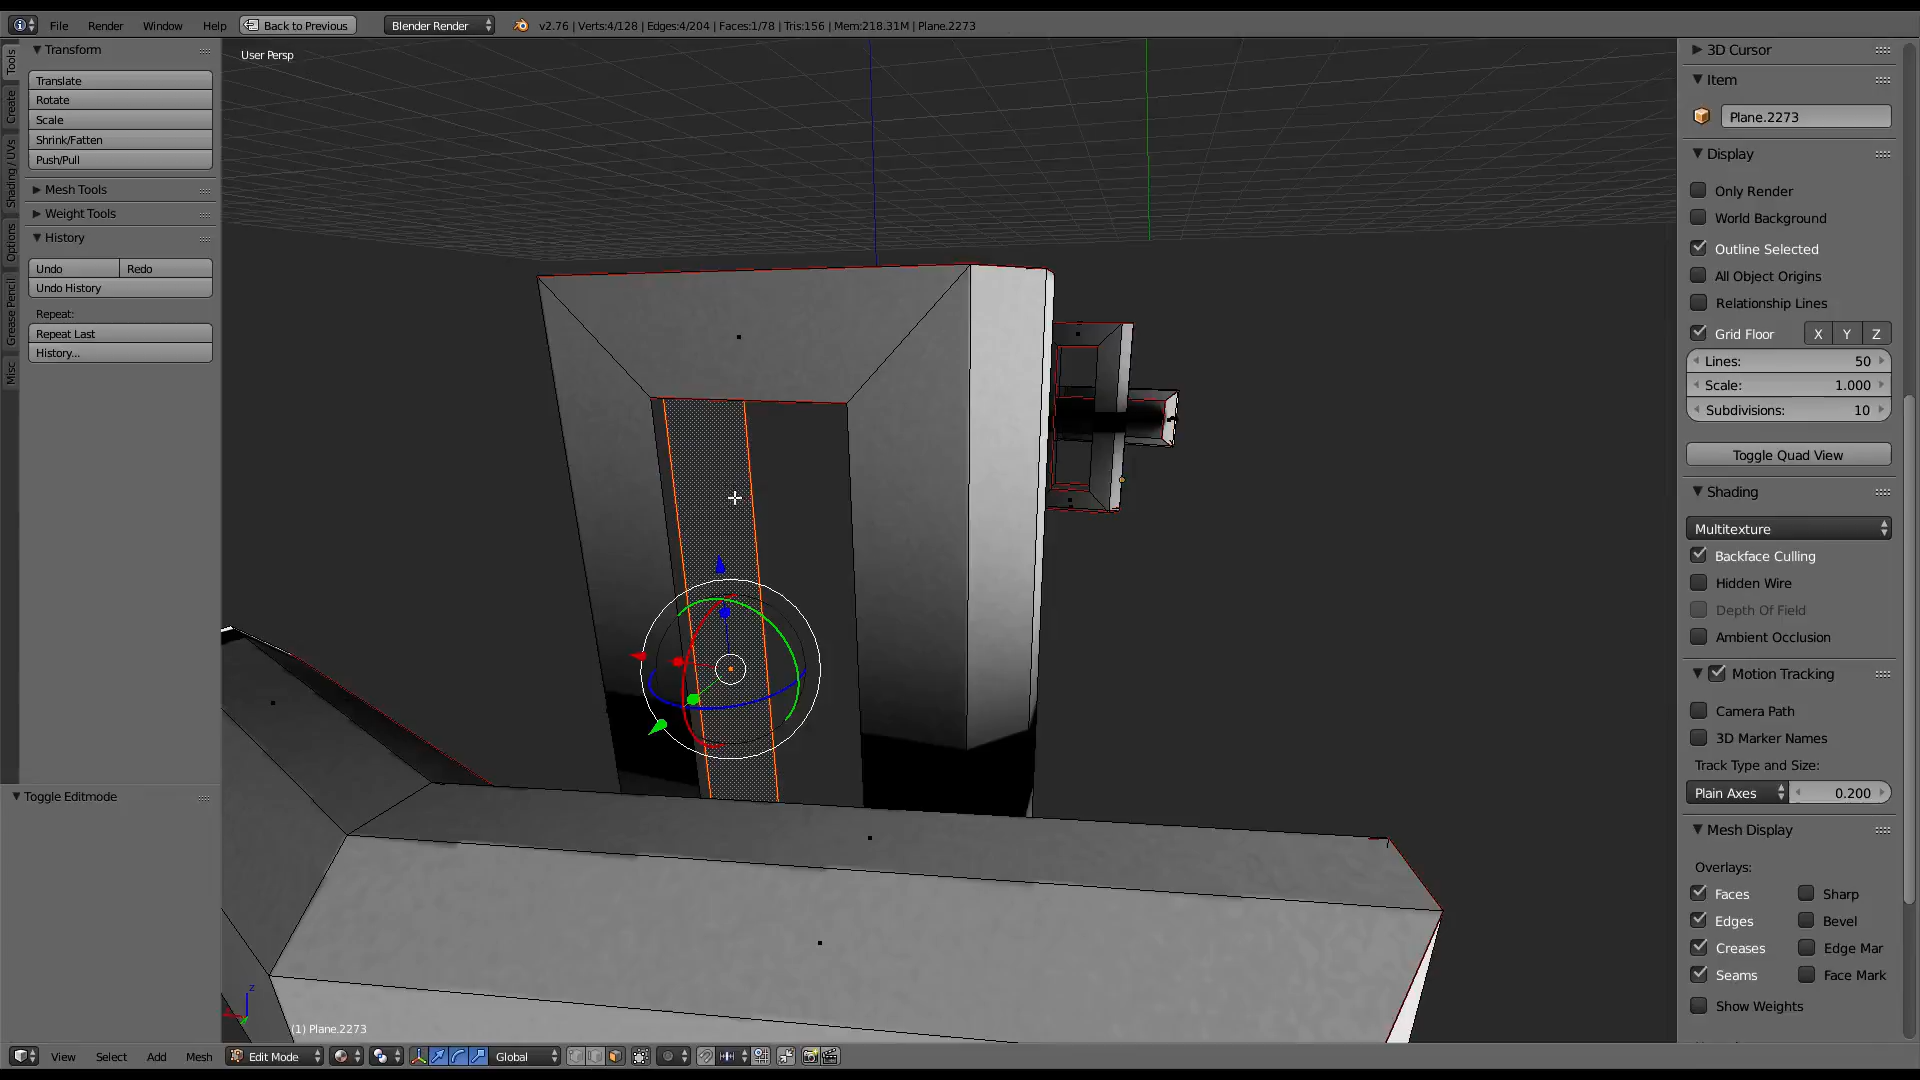 File Render Window Help Back to Previous Blender Render v2.76 | Verts:4/128 | Edges:4/204 | Faces:1/78 | Tris:156 | Mem:218.31M | Plane.2273
Tools
Create
Shading / UVs
Options
Grease Pencil
Misc
Transform
Translate
Rotate
Scale
Shrink/Fatten
Push/Pull
Mesh Tools
Weight Tools
History
Undo Redo
Undo History
Repeat:
Repeat Last
History...
Toggle Editmode
User Persp
z
(1) Plane.2273
3D Cursor
Item
Plane.2273
Display
Only Render
World Background
Outline Selected
All Object Origins
Relationship Lines
Grid Floor X Y Z
Lines: 50
Scale: 1.000
Subdivisions: 10
Toggle Quad View
Shading
Multitexture
Backface Culling
Hidden Wire
Depth Of Field
Ambient Occlusion
Motion Tracking
Camera Path
3D Marker Names
Track Type and Size:
Plain Axes 0.200
Mesh Display
Overlays:
Faces Sharp
Edges Bevel
Creases Edge Mar
Seams Face Mark
Show Weights
View Select Add Mesh Edit Mode Global